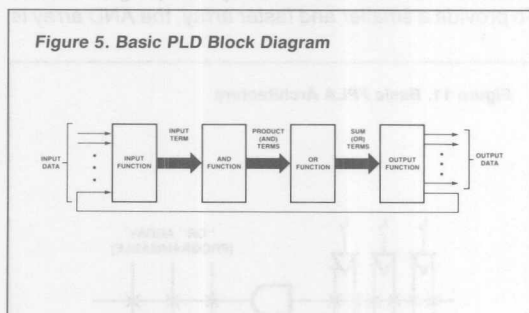 Figure 5. Basic PLD Block Diagram
INPUT DATA
INPUT FUNCTION
INPUT TERM
AND FUNCTION
PRODUCT (AND) TERMS
OR FUNCTION
SUM (OR) TERMS
OUTPUT FUNCTION
OUTPUT DATA